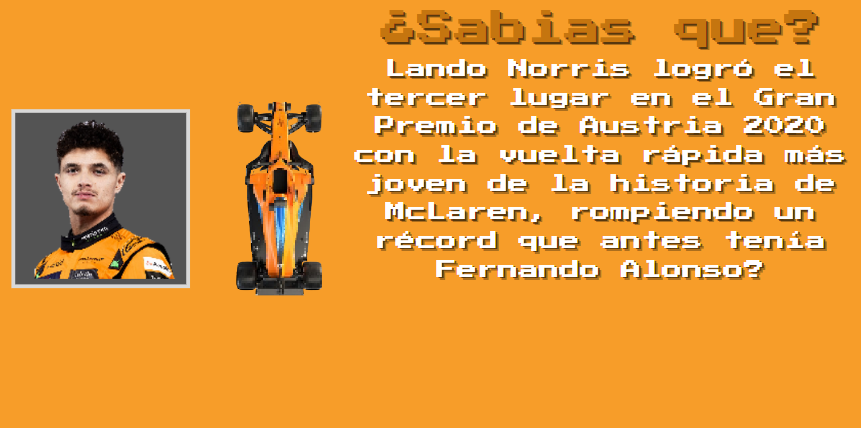 ¿Sabias que?
Lando Norris logró el
tercer lugar en el Gran
Premio de Austria 2020
con la vuelta rápida más
joven de la historia de
McLaren, rompiendo un
récord que antes tenía
Fernando Alonso?